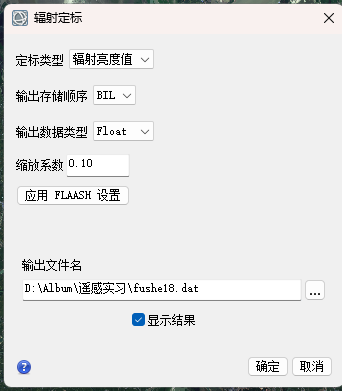 辐射定标
定标类型 辐射亮度值
输出存储顺序 BIL
输出数据类型 Float
缩放系数 0.10
应用 FLAASH 设置
输出文件名
D:\Album\遥感实习\fushe18.dat ...
显示结果
? 确定 取消